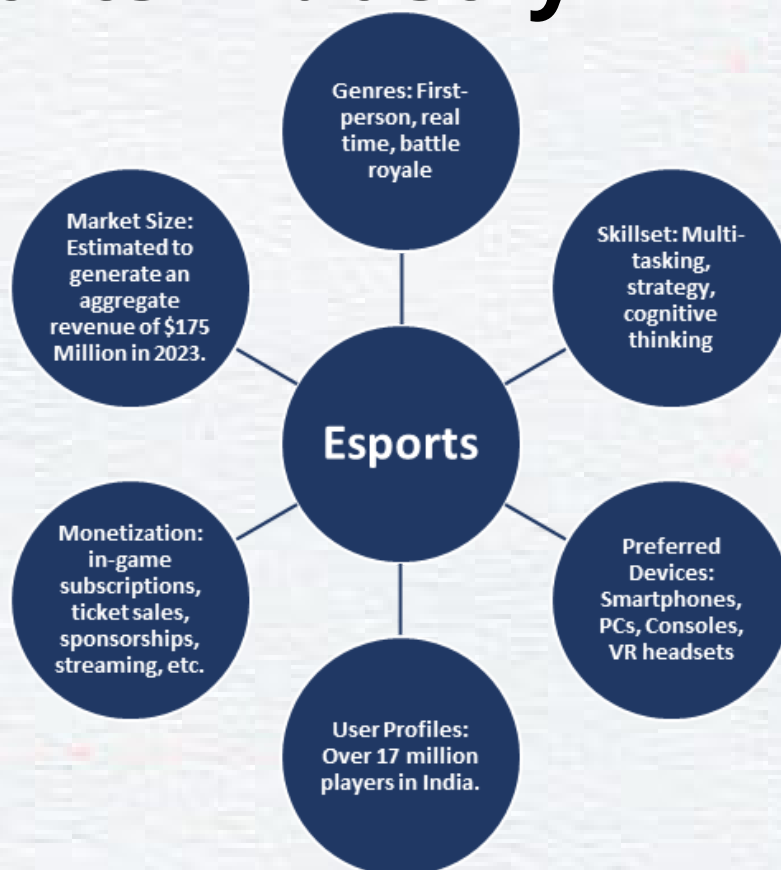 Genres: First-
person, real
time, battle
royale
Skillset: Multi-
tasking,
strategy,
cognitive
thinking
Preferred
Devices:
Smartphones,
PCs, Consoles,
VR headsets
User Profiles:
Over 17 million
players in India.
Monetization:
in-game
subscriptions,
ticket sales,
sponsorships,
streaming, etc.
Market Size:
Estimated to
generate an
aggregate
revenue of $175
Million in 2023.
Esports